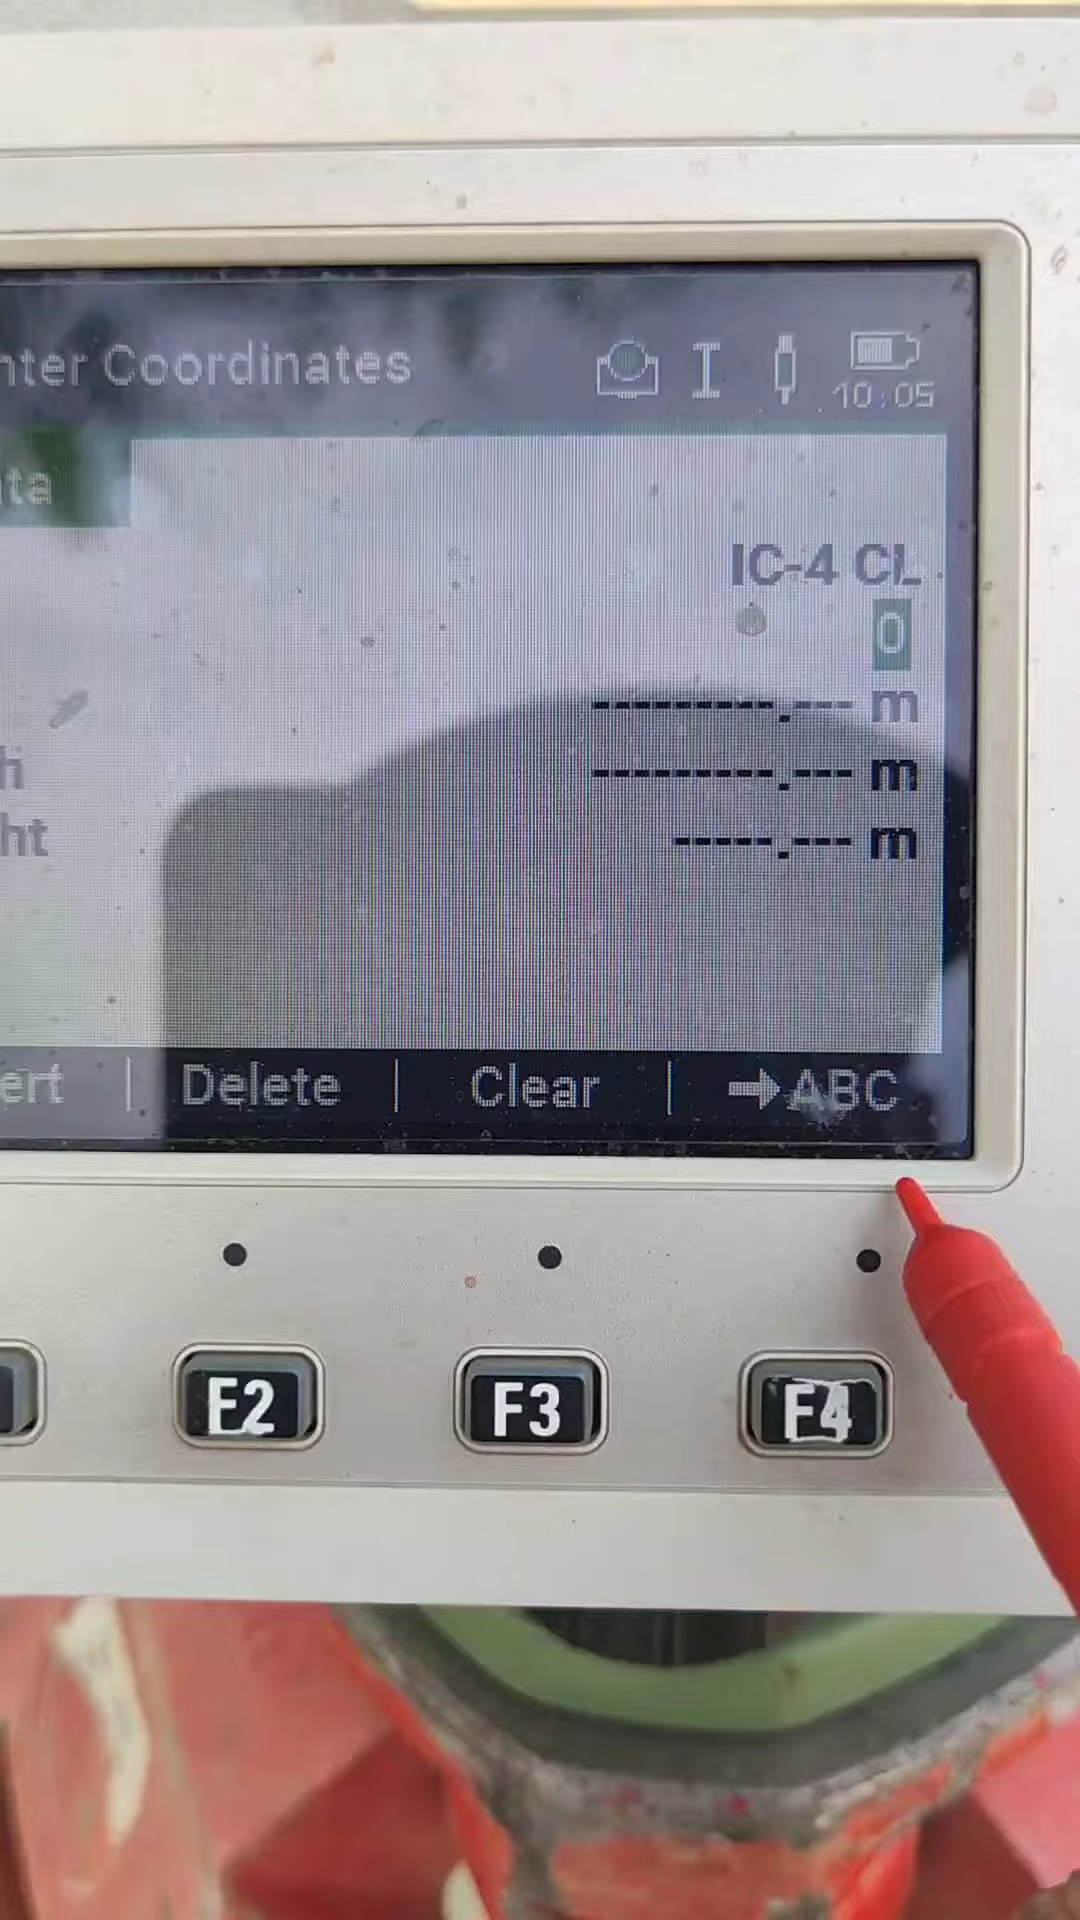 nter Coordinates
10:05
ta
IC-4 CL
0
---------.--- m
h ---------.--- m
ht -----.--- m
ert | Delete | Clear | →ABC
F2 F3 F4